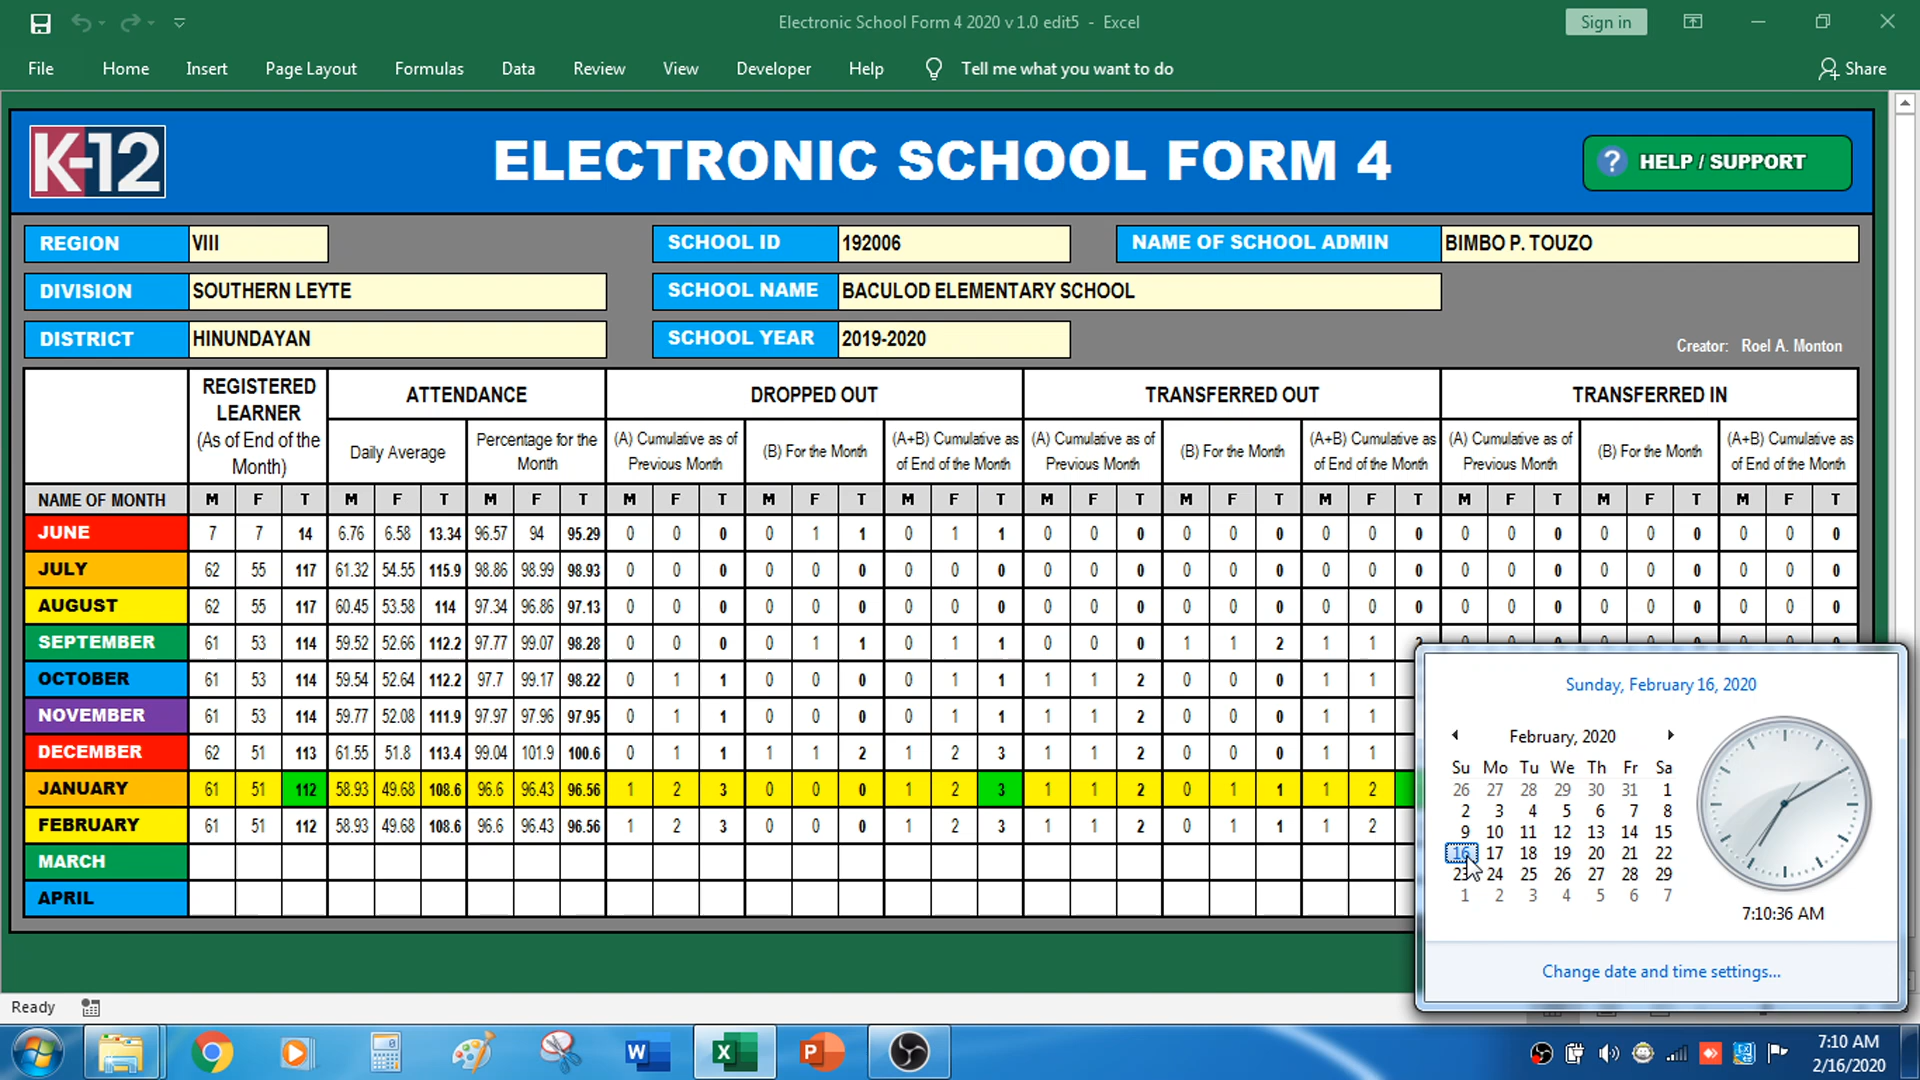 Electronic School Form 4 2020 v 1.0 edit5 - Excel
Sign in
File Home Insert Page Layout Formulas Data Review View Developer Help Tell me what you want to do Share
K-12
ELECTRONIC SCHOOL FORM 4
? HELP / SUPPORT
REGION VIII SCHOOL ID 192006 NAME OF SCHOOL ADMIN BIMBO P. TOUZO
DIVISION SOUTHERN LEYTE SCHOOL NAME BACULOD ELEMENTARY SCHOOL
DISTRICT HINUNDAYAN SCHOOL YEAR 2019-2020
Creator: Roel A. Monton
REGISTERED LEARNER (As of End of the Month) ATTENDANCE DROPPED OUT TRANSFERRED OUT TRANSFERRED IN
Daily Average Percentage for the Month (A) Cumulative as of Previous Month (B) For the Month (A+B) Cumulative as of End of the Month (A) Cumulative as of Previous Month (B) For the Month (A+B) Cumulative as of End of the Month (A) Cumulative as of Previous Month (B) For the Month (A+B) Cumulative as of End of the Month
NAME OF MONTH M F T M F T M F T M F T M F T M F T M F T M F T M F T M F T M F T M F T
JUNE 7 7 14 6.76 6.58 13.34 96.57 94 95.29 0 0 0 0 1 1 0 1 1 0 0 0 0 0 0 0 0 0 0 0 0 0 0 0 0 0 0
JULY 62 55 117 61.32 54.55 115.9 98.86 98.99 98.93 0 0 0 0 0 0 0 0 0 0 0 0 0 0 0 0 0 0 0 0 0 0 0 0 0 0 0
AUGUST 62 55 117 60.45 53.58 114 97.34 96.86 97.13 0 0 0 0 0 0 0 0 0 0 0 0 0 0 0 0 0 0 0 0 0 0 0 0 0 0 0
SEPTEMBER 61 53 114 59.52 52.66 112.2 97.77 99.07 98.28 0 0 0 0 1 1 0 1 1 0 0 0 1 1 2 1 1
OCTOBER 61 53 114 59.54 52.64 112.2 97.7 99.17 98.22 0 1 1 0 0 0 0 1 1 1 1 2 0 0 0 1 1
NOVEMBER 61 53 114 59.77 52.08 111.9 97.97 97.96 97.95 0 1 1 0 0 0 0 1 1 1 1 2 0 0 0 1 1
DECEMBER 62 51 113 61.55 51.8 113.4 99.04 101.9 100.6 0 1 1 1 1 2 1 2 3 1 1 2 0 0 0 1 1
JANUARY 61 51 112 58.93 49.68 108.6 96.6 96.43 96.56 1 2 3 0 0 0 1 2 3 1 1 2 0 1 1 1 2
FEBRUARY 61 51 112 58.93 49.68 108.6 96.6 96.43 96.56 1 2 3 0 0 0 1 2 3 1 1 2 0 1 1 1 2
MARCH
APRIL
Sunday, February 16, 2020
February, 2020
Su Mo Tu We Th Fr Sa
26 27 28 29 30 31 1
2 3 4 5 6 7 8
9 10 11 12 13 14 15
16 17 18 19 20 21 22
23 24 25 26 27 28 29
1 2 3 4 5 6 7
7:10:36 AM
Change date and time settings...
Ready
7:10 AM
2/16/2020